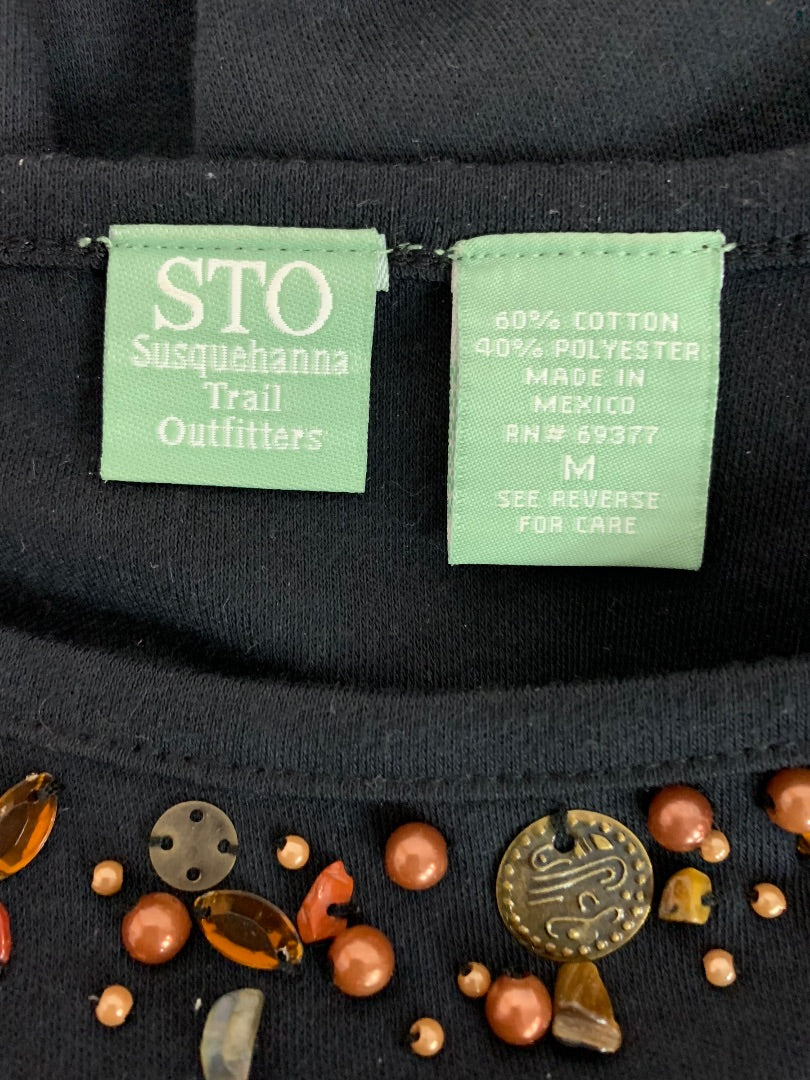 STO
Susquehanna
Trail
Outfitters
60% COTTON
40% POLYESTER
MADE IN
MEXICO
RN# 69377
M
SEE REVERSE
FOR CARE